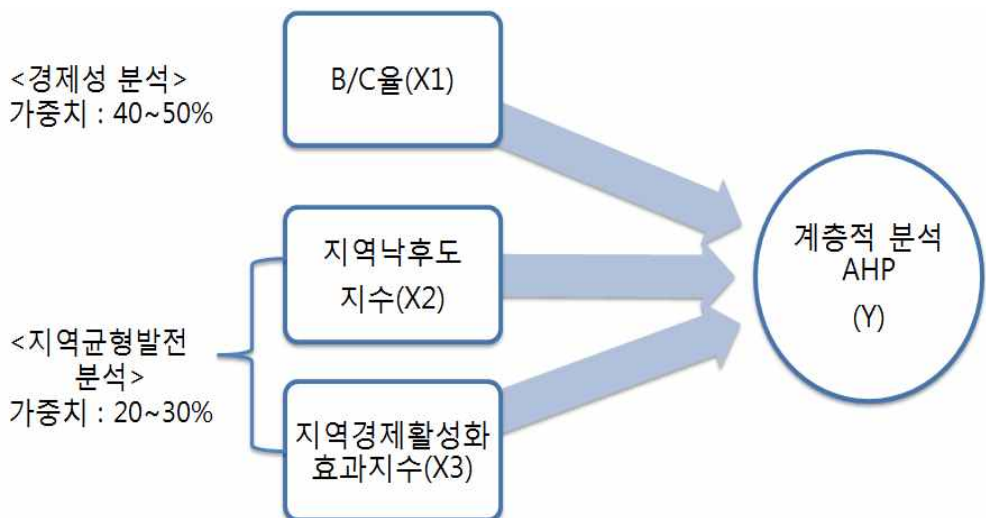 <경제성 분석>
가중치 : 40~50%
B/C율(X1)
지역낙후도
지수(X2)
<지역균형발전
분석>
가중치 : 20~30%
지역경제활성화
효과지수(X3)
계층적 분석
AHP
(Y)